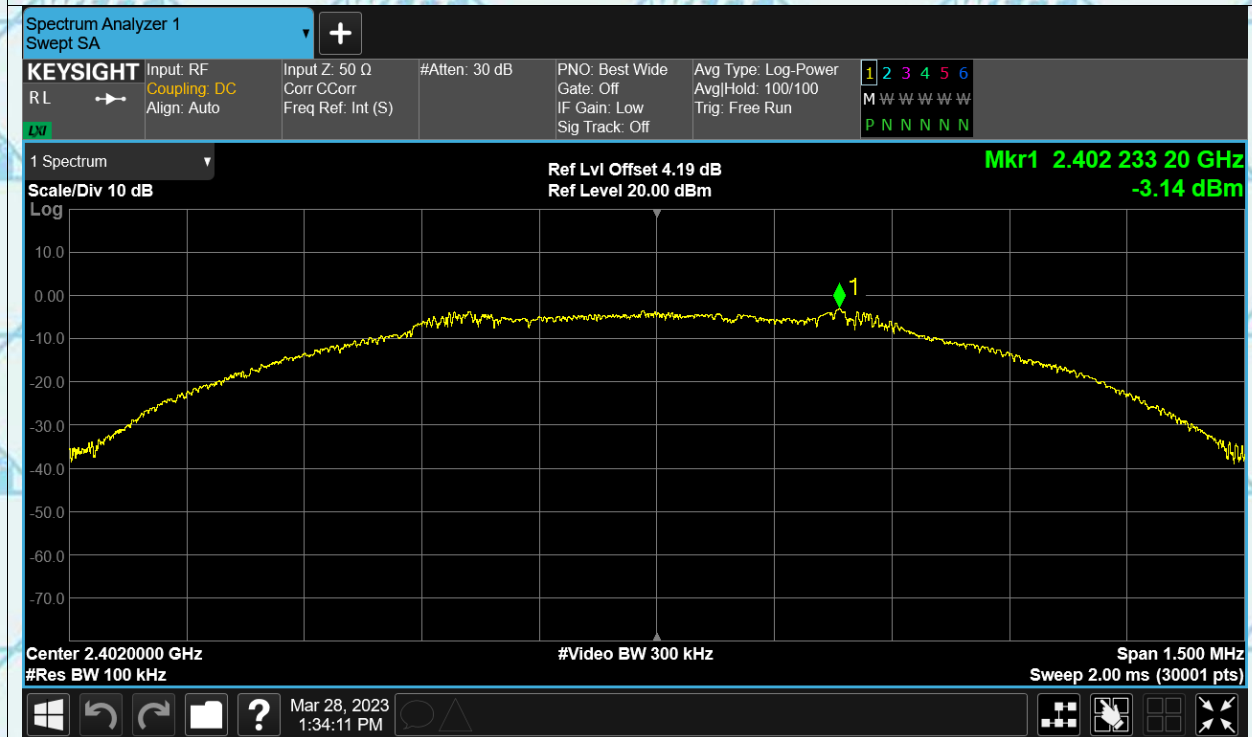 Spectrum Analyzer 1
Swept SA
+
KEYSIGHT
RL
LXI
Input: RF
Coupling: DC
Align: Auto
Input Z: 50 Ω
Corr CCorr
Freq Ref: Int (S)
#Atten: 30 dB
PNO: Best Wide
Gate: Off
IF Gain: Low
Sig Track: Off
Avg Type: Log-Power
Avg|Hold: 100/100
Trig: Free Run
1 2 3 4 5 6
M W W W W W
P N N N N N
1 Spectrum
Scale/Div 10 dB
Log
Ref Lvl Offset 4.19 dB
Ref Level 20.00 dBm
Mkr1 2.402 233 20 GHz
-3.14 dBm
10.0
0.00
1
-10.0
-20.0
-30.0
-40.0
-50.0
-60.0
-70.0
Center 2.4020000 GHz
#Res BW 100 kHz
#Video BW 300 kHz
Span 1.500 MHz
Sweep 2.00 ms (30001 pts)
?
Mar 28, 2023
1:34:11 PM